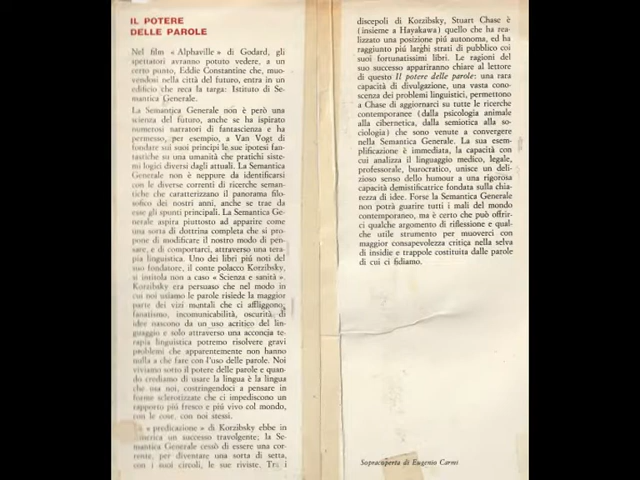 IL POTERE
DELLE PAROLE
Nel film « Alphaville » di Godard, gli
spettatori avranno potuto vedere, a un
certo punto, Eddie Constantine che, muo-
vendosi nella città del futuro, entra in un
edificio che reca la targa: Istituto di Se-
mantica Generale.
La Semantica Generale non è però una
scienza del futuro, anche se ha ispirato
numerosi narratori di fantascienza e ha
permesso, per esempio, a Van Vogt di
fondare sui suoi principi le sue ipotesi fan-
tastiche su una umanità che pratichi siste-
mi logici diversi dagli attuali. La Semantica
Generale non è neppure da identificarsi
con le diverse correnti di ricerche seman-
tiche che caratterizzano il panorama filo-
sofico dei nostri anni, anche se trae da
esse gli spunti principali. La Semantica Ge-
nerale aspira piuttosto ad apparire come
una sorta di dottrina completa che si pro-
pone di modificare il nostro modo di pen-
sare, e di comportarci, attraverso una tera-
pia linguistica. Uno dei libri piú noti del
suo fondatore, il conte polacco Korzibsky,
si intitola non a caso « Scienza e sanità ».
Korzibsky era persuaso che nel modo in
cui noi usiamo le parole risiede la maggior
parte dei vizi mentali che ci affliggono,
fanatismo, incomunicabilità, oscurità di
idee nascono da un uso acritico del lin-
guaggio e solo attraverso una acconcia te-
rapia linguistica potremo risolvere gravi
problemi che apparentemente non hanno
nulla a che fare con l'uso delle parole. Noi
viviamo sotto il potere delle parole e quan-
do crediamo di usare la lingua è la lingua
che usa noi, costringendoci a pensare in
forme sclerotizzate che ci impediscono un
rapporto piú fresco e piú vivo col mondo,
con le cose, con noi stessi.
« predicazione » di Korzibsky ebbe in
America un successo travolgente; la Se-
mantica Generale cessò di essere una cor-
rente, per diventare una sorta di setta,
con i suoi circoli, le sue riviste. Tra i
discepoli di Korzibsky, Stuart Chase è
(insieme a Hayakawa) quello che ha rea-
lizzato una posizione piú autonoma, ed ha
raggiunto piú larghi strati di pubblico coi
suoi fortunatissimi libri. Le ragioni del
suo successo appariranno chiare al lettore
di questo Il potere delle parole: una rara
capacità di divulgazione, una vasta cono-
scenza dei problemi linguistici, permettono
a Chase di aggiornarci su tutte le ricerche
contemporanee (dalla psicologia animale
alla cibernetica, dalla semiotica alla so-
ciologia) che sono venute a convergere
nella Semantica Generale. La sua esem-
plificazione è immediata, la capacità con
cui analizza il linguaggio medico, legale,
professorale, burocratico, unisce un deli-
zioso senso dello humour a una rigorosa
capacità demistificatrice fondata sulla chia-
rezza di idee. Forse la Semantica Generale
non potrà guarire tutti i mali del mondo
contemporaneo, ma è certo che può offrir-
ci qualche argomento di riflessione e qual-
che utile strumento per muoverci con
maggior consapevolezza critica nella selva
di insidie e trappole costituita dalle parole
di cui ci fidiamo.
Sopracoperta di Eugenio Carmi